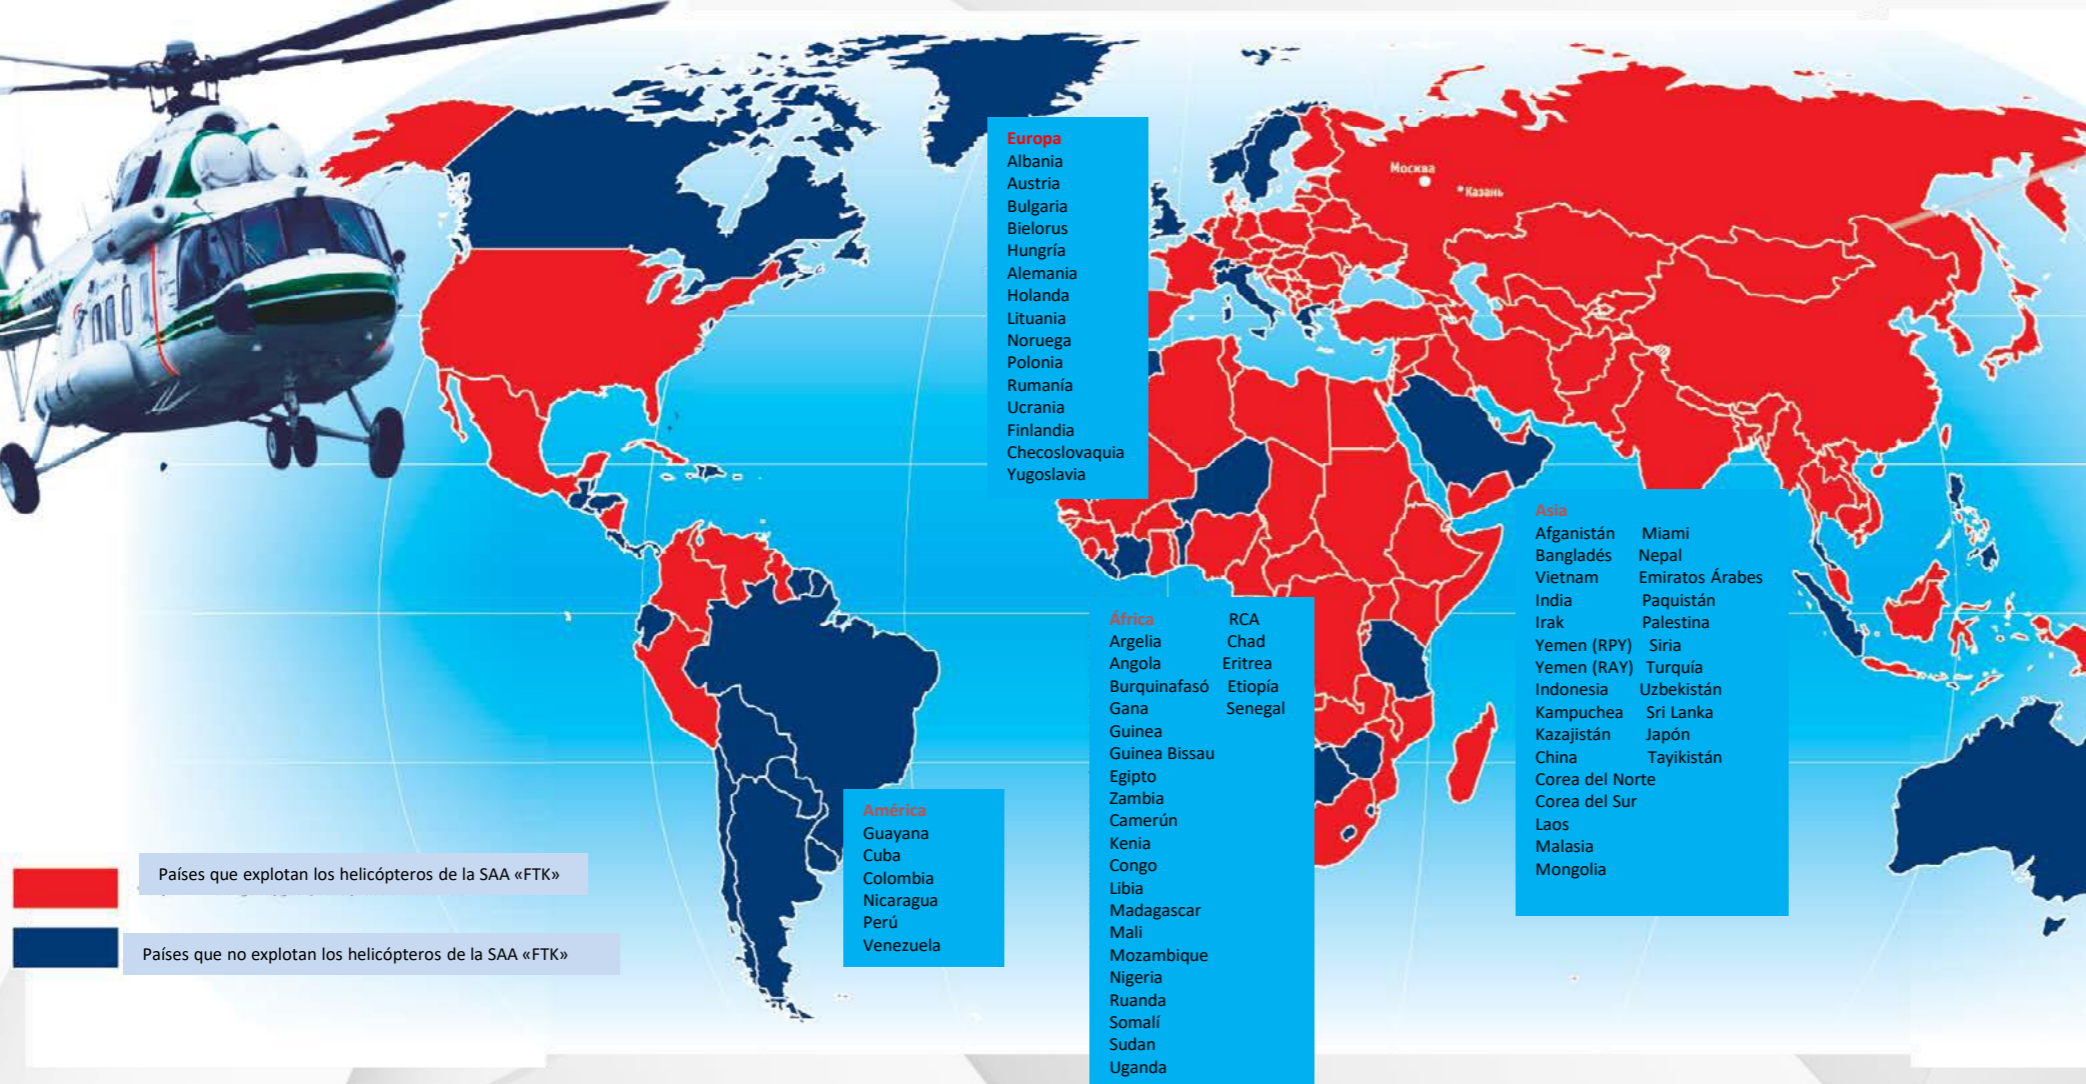 Москва
Казань
Europa
Albania
Austria
Bulgaria
Bielorus
Hungría
Alemania
Holanda
Lituania
Noruega
Polonia
Rumanía
Ucrania
Finlandia
Checoslovaquia
Yugoslavia
Asia
Afganistán Miami
Bangladés Nepal
Vietnam Emiratos Árabes
India Paquistán
Irak Palestina
Yemen (RPY) Siria
Yemen (RAY) Turquía
Indonesia Uzbekistán
Kampuchea Sri Lanka
Kazajistán Japón
China Tayikistán
Corea del Norte
Corea del Sur
Laos
Malasia
Mongolia
África RCA
Argelia Chad
Angola Eritrea
Burquinafasó Etiopía
Gana Senegal
Guinea
Guinea Bissau
Egipto
Zambia
Camerún
Kenia
Congo
Libia
Madagascar
Mali
Mozambique
Nigeria
Ruanda
Somalí
Sudan
Uganda
América
Guayana
Cuba
Colombia
Nicaragua
Perú
Venezuela
Países que explotan los helicópteros de la SAA «FTK»
Países que no explotan los helicópteros de la SAA «FTK»